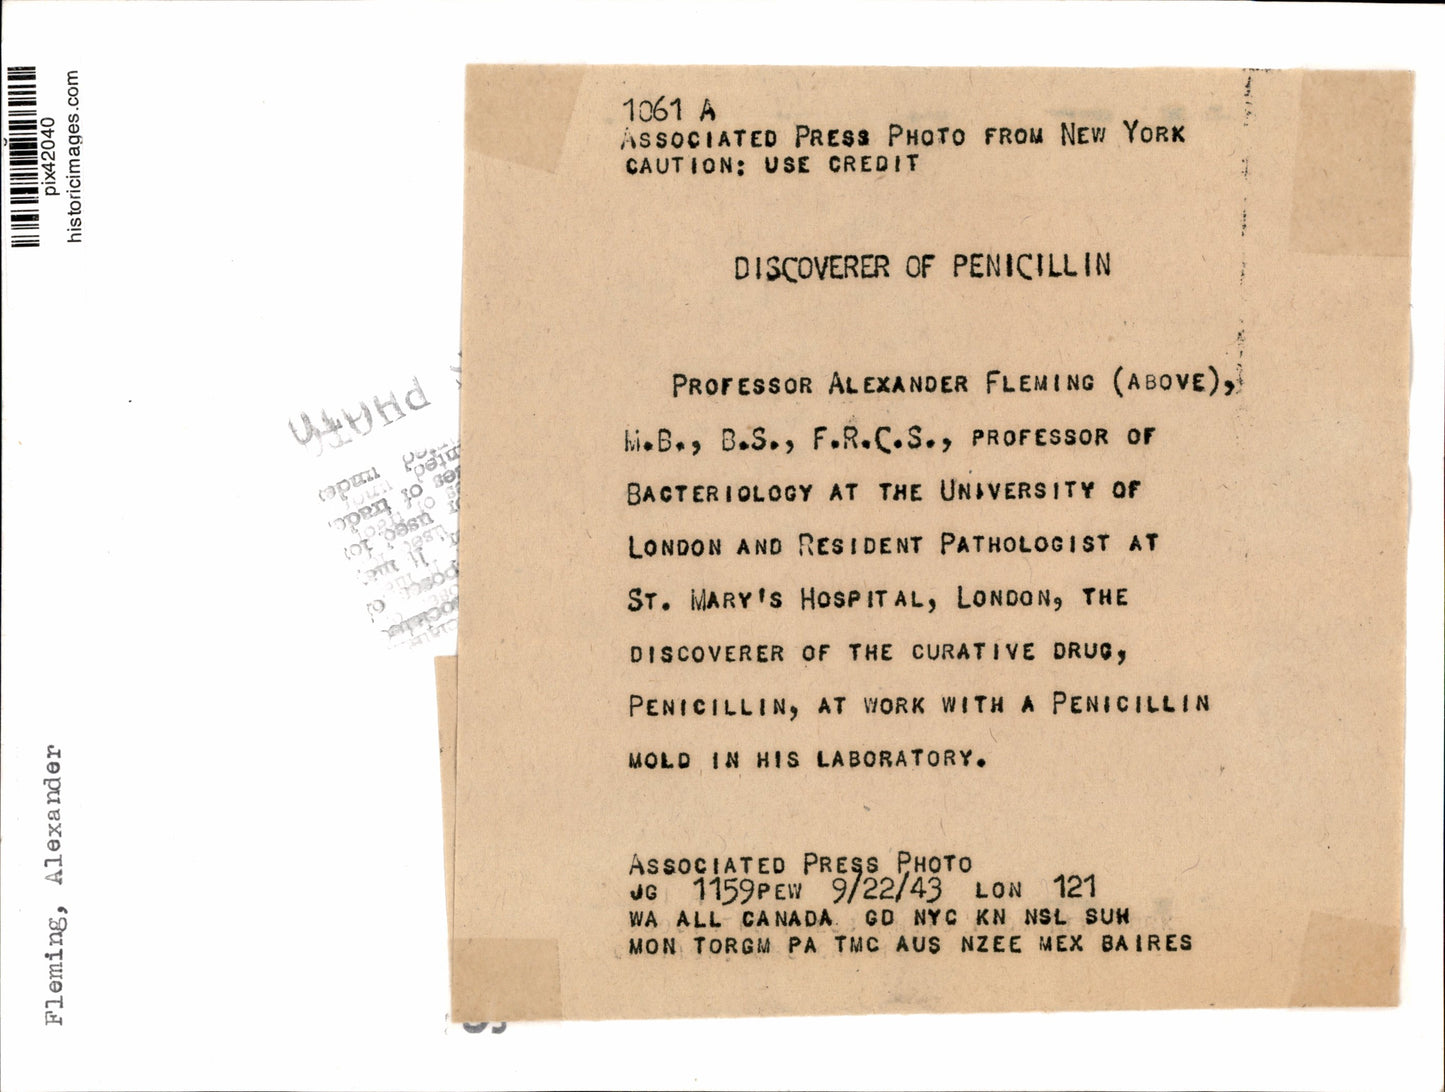 pix42040
historicimages.com
1061 A
ASSOCIATED PRESS PHOTO FROM NEW YORK
CAUTION: USE CREDIT
DISCOVERER OF PENICILLIN
PROFESSOR ALEXANDER FLEMING (ABOVE),
M.B., B.S., F.R.C.S., PROFESSOR OF
BACTERIOLOGY AT THE UNIVERSITY OF
LONDON AND RESIDENT PATHOLOGIST AT
ST. MARY'S HOSPITAL, LONDON, THE
DISCOVERER OF THE CURATIVE DRUG,
PENICILLIN, AT WORK WITH A PENICILLIN
MOLD IN HIS LABORATORY.
ASSOCIATED PRESS PHOTO
JG 1159PEW 9/22/43 LON 121
WA ALL CANADA GD NYC KN NSL SUH
MON TORGM PA TMC AUS NZEE MEX BAIRES
Fleming, Alexander